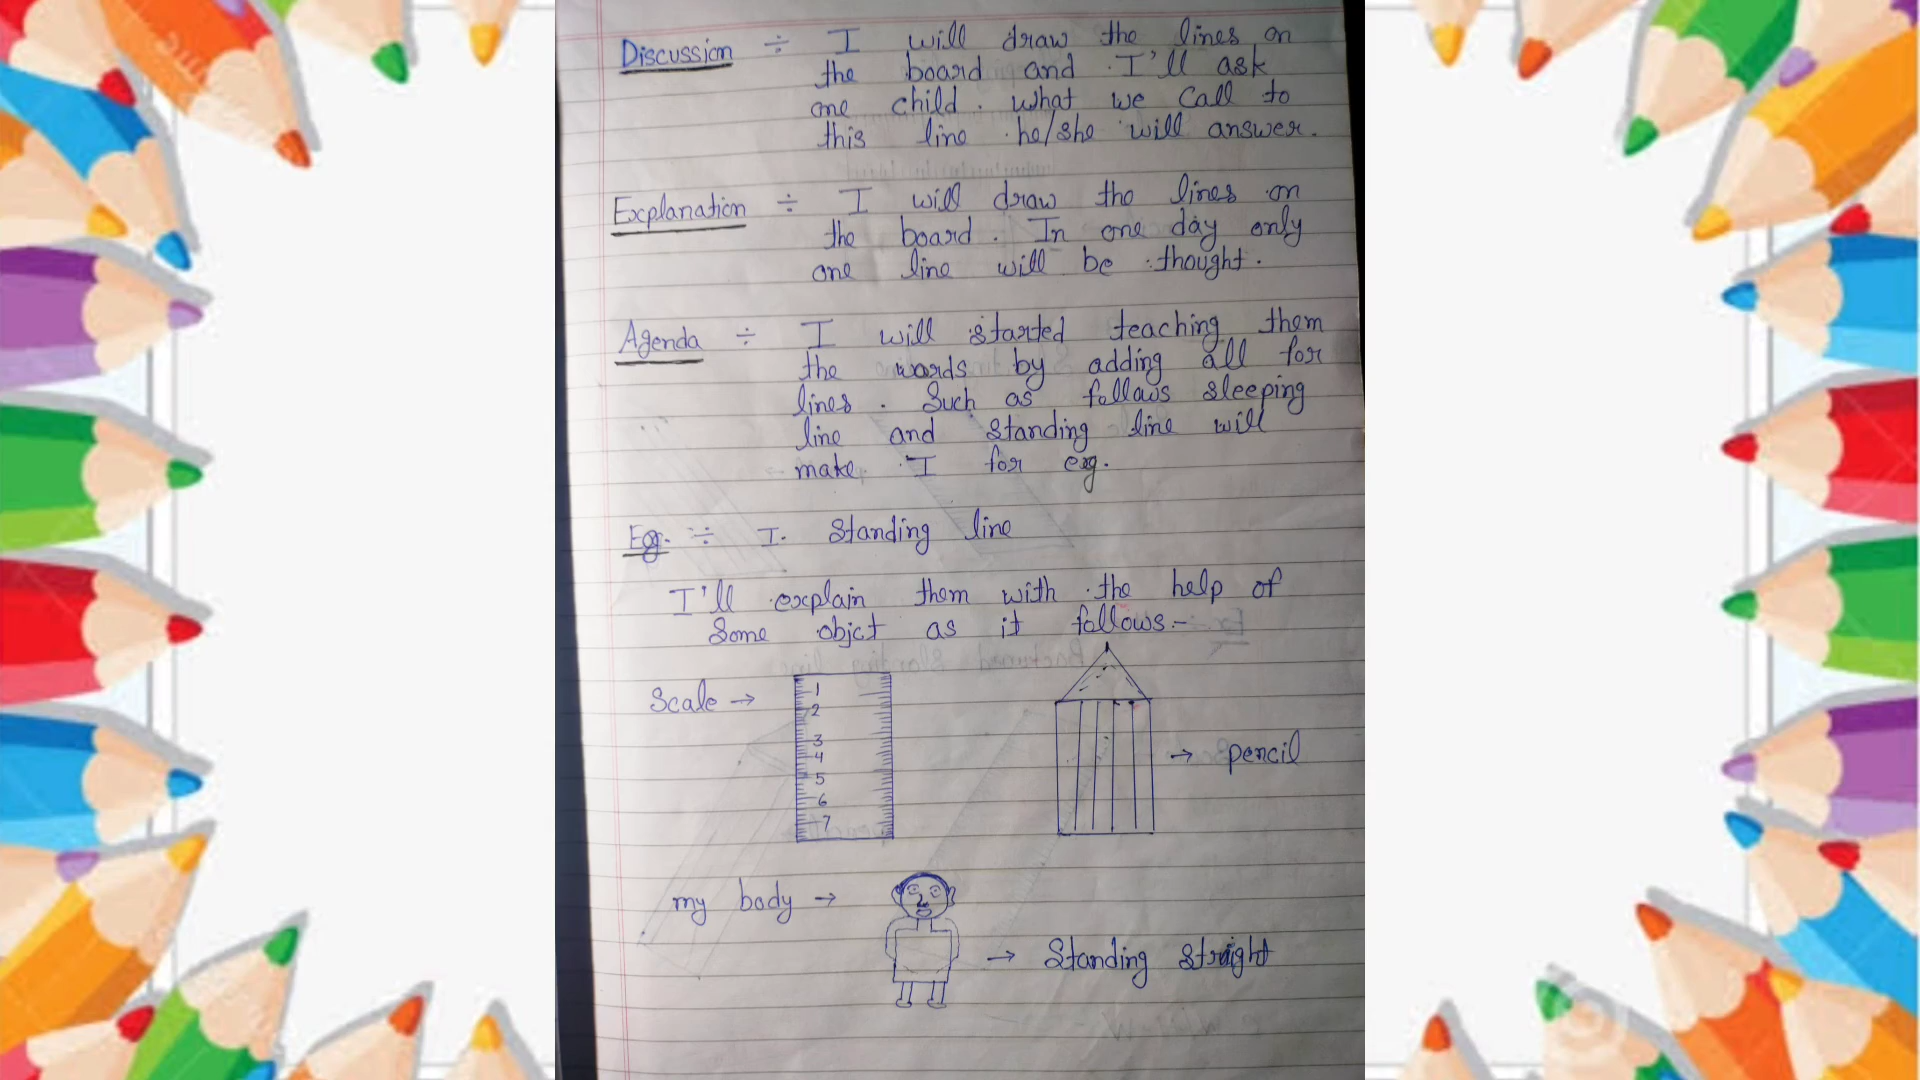 Discussion ÷ I will draw the lines on
the board and I'll ask
one child. What we call to
this line he/she will answer.
Explanation ÷ I will draw the lines on
the board. In one day only
one line will be thought.
Agenda ÷ I will started teaching them
the words by adding all for
lines. Such as follows sleeping
line and standing line will
make I for eg.
Eg. ÷ I. Standing line
I'll explain them with the help of
Some objct as it follows.-
Scale →
1
2
3
4
5
6
7
→ pencil
my body →
→ Standing straight